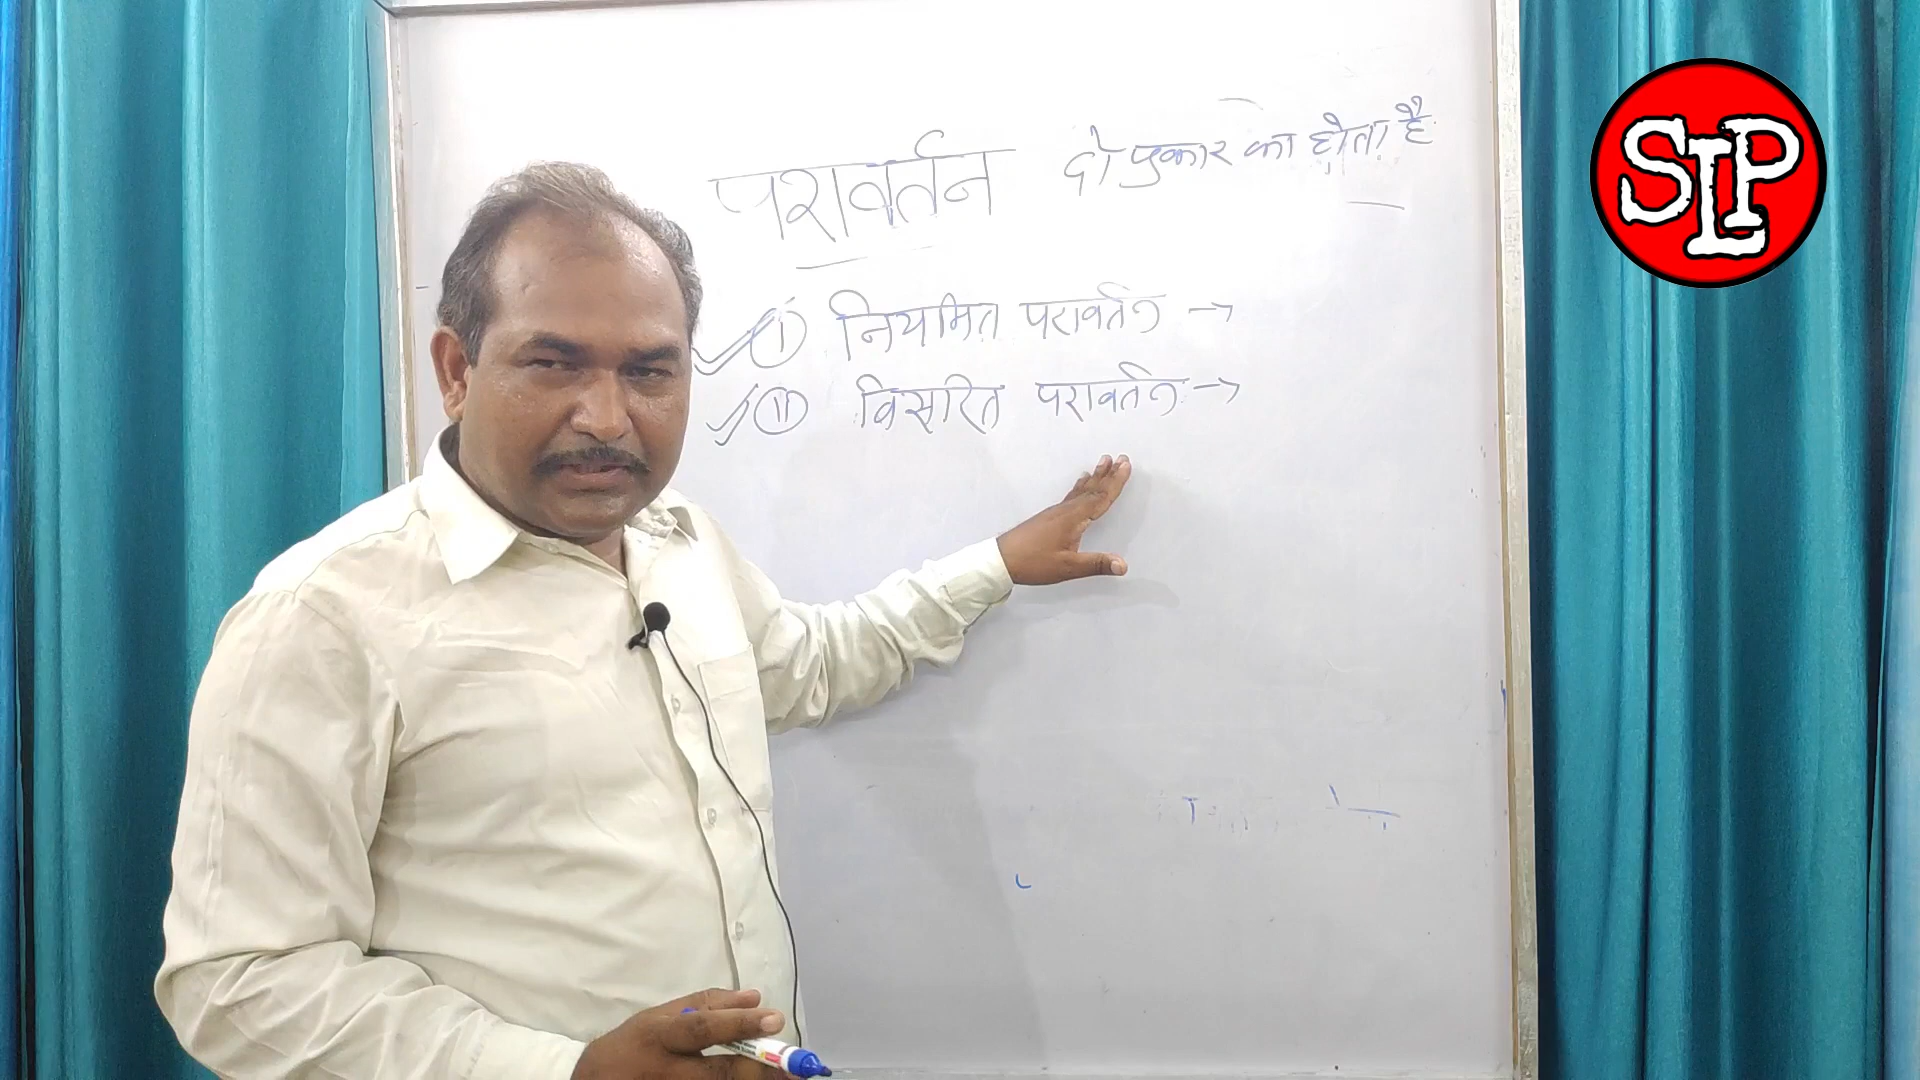 परावर्तन दो प्रकार का होता है
I नियमित परावर्तन →
II विसरित परावर्तन →
SLP